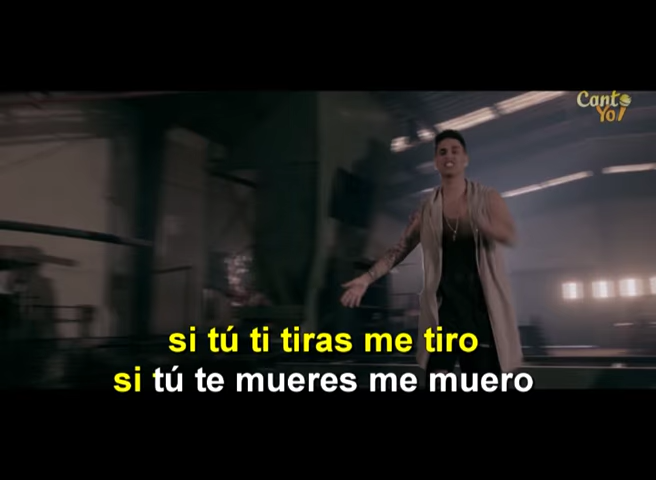 Canto
Yo!
si tú ti tiras me tiro
si tú te mueres me muero